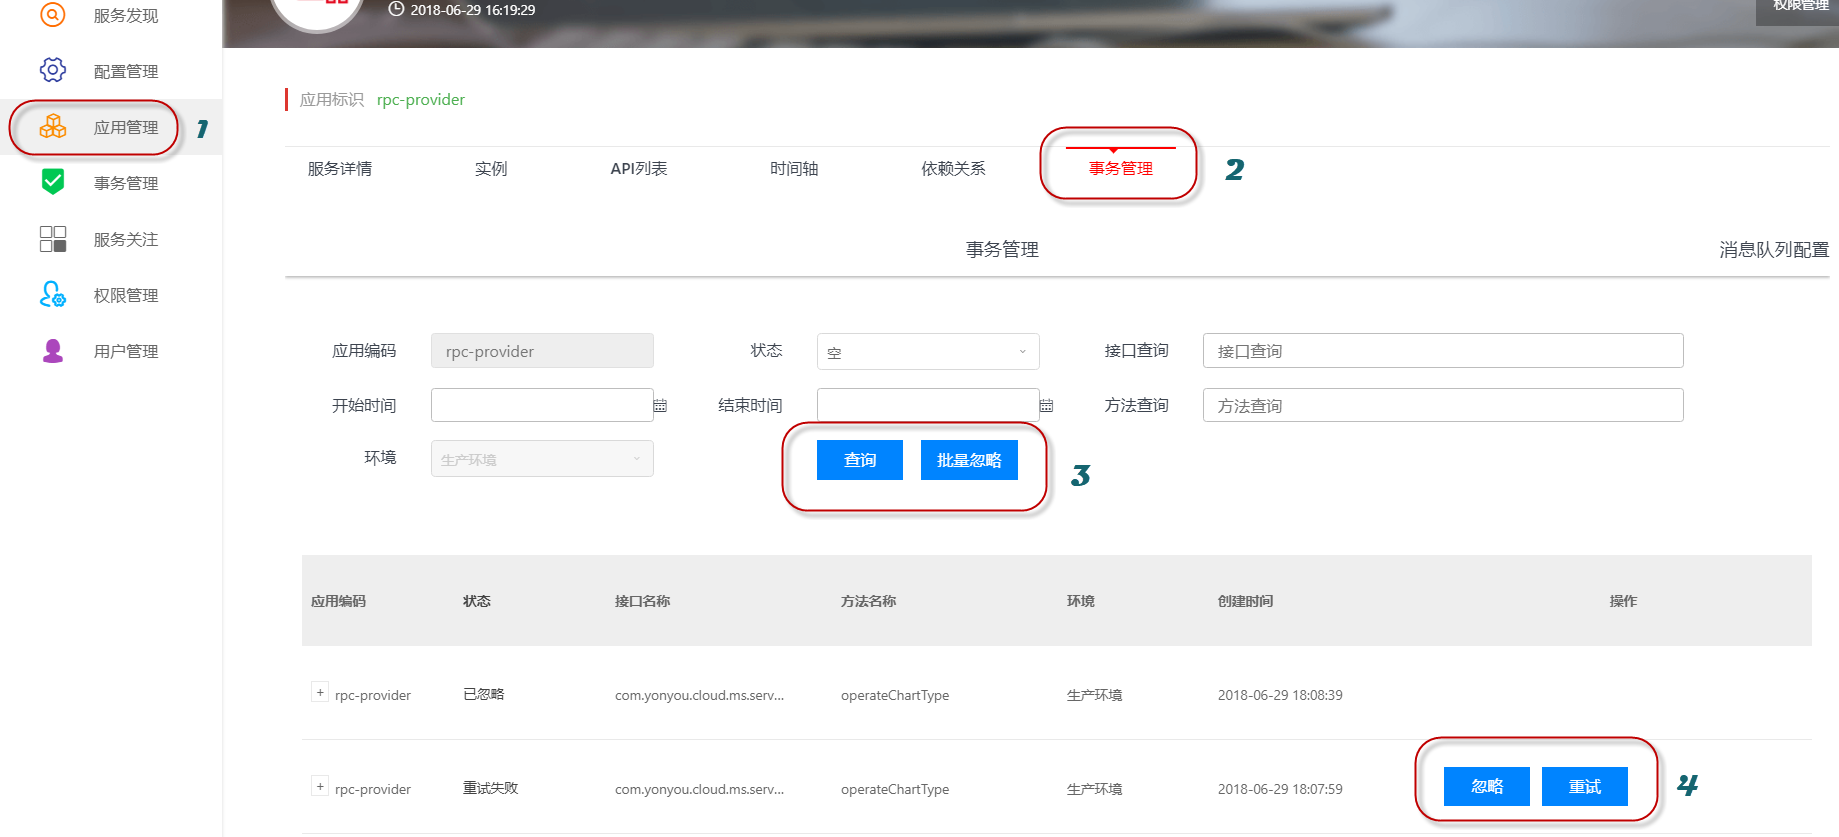 服务发现
2018-06-29 16:19:29
权限管理
配置管理
应用标识 rpc-provider
应用管理 1
服务详情 实例 API列表 时间轴 依赖关系 事务管理 2
事务管理
服务关注
事务管理 消息队列配置
权限管理
用户管理
应用编码 rpc-provider 状态 空 接口查询 接口查询
开始时间 结束时间 方法查询 方法查询
环境 生产环境 查询 批量忽略 3
应用编码 状态 接口名称 方法名称 环境 创建时间 操作
+ rpc-provider 已忽略 com.yonyou.cloud.ms.serv... operateChartType 生产环境 2018-06-29 18:08:39
+ rpc-provider 重试失败 com.yonyou.cloud.ms.serv... operateChartType 生产环境 2018-06-29 18:07:59 忽略 重试 4